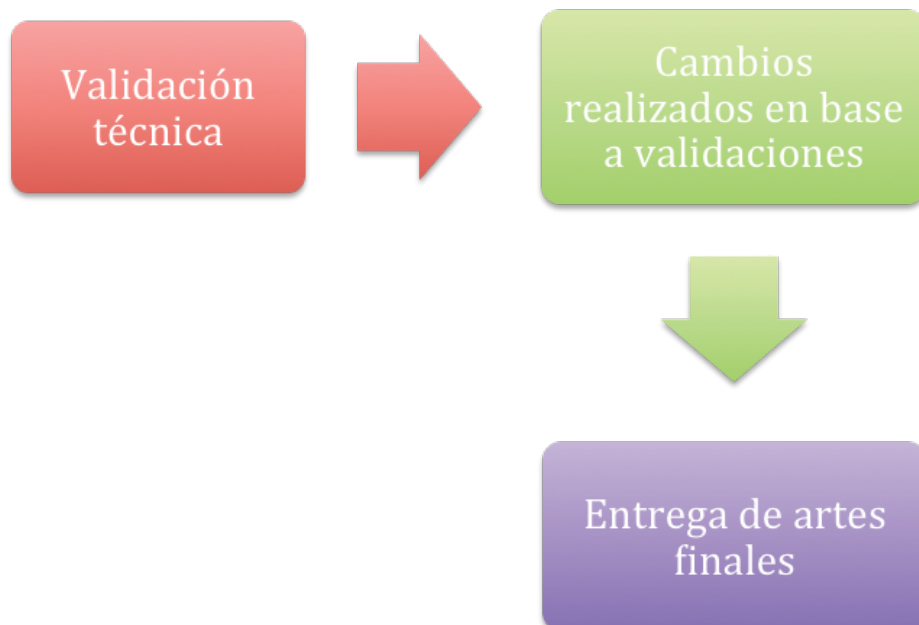 Validación
técnica
Cambios
realizados en base
a validaciones
Entrega de artes
finales